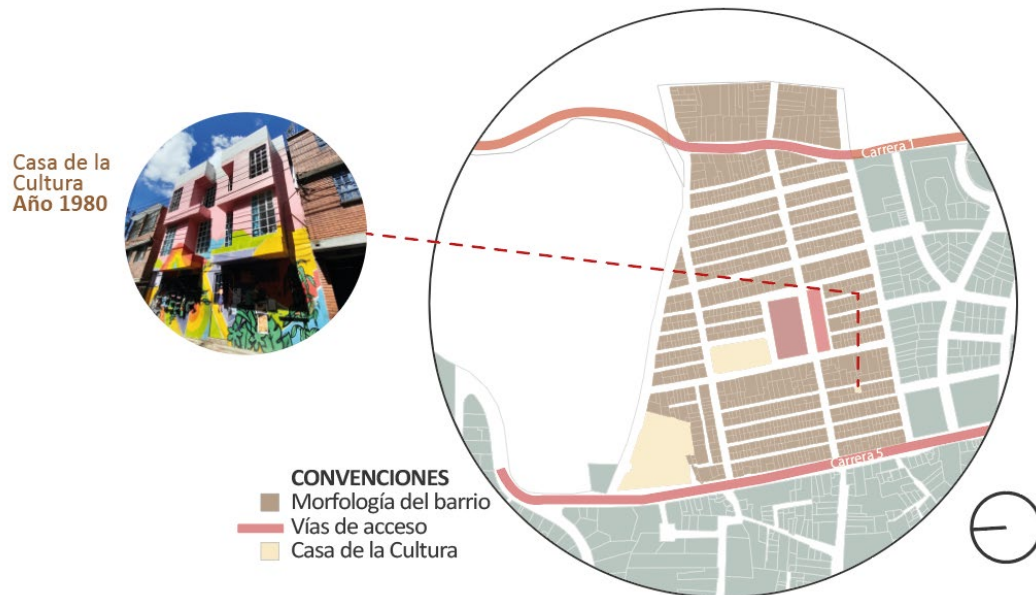 Casa de la
Cultura
Año 1980
Carrera 1
Carrera 5
CONVENCIONES
Morfología del barrio
Vías de acceso
Casa de la Cultura